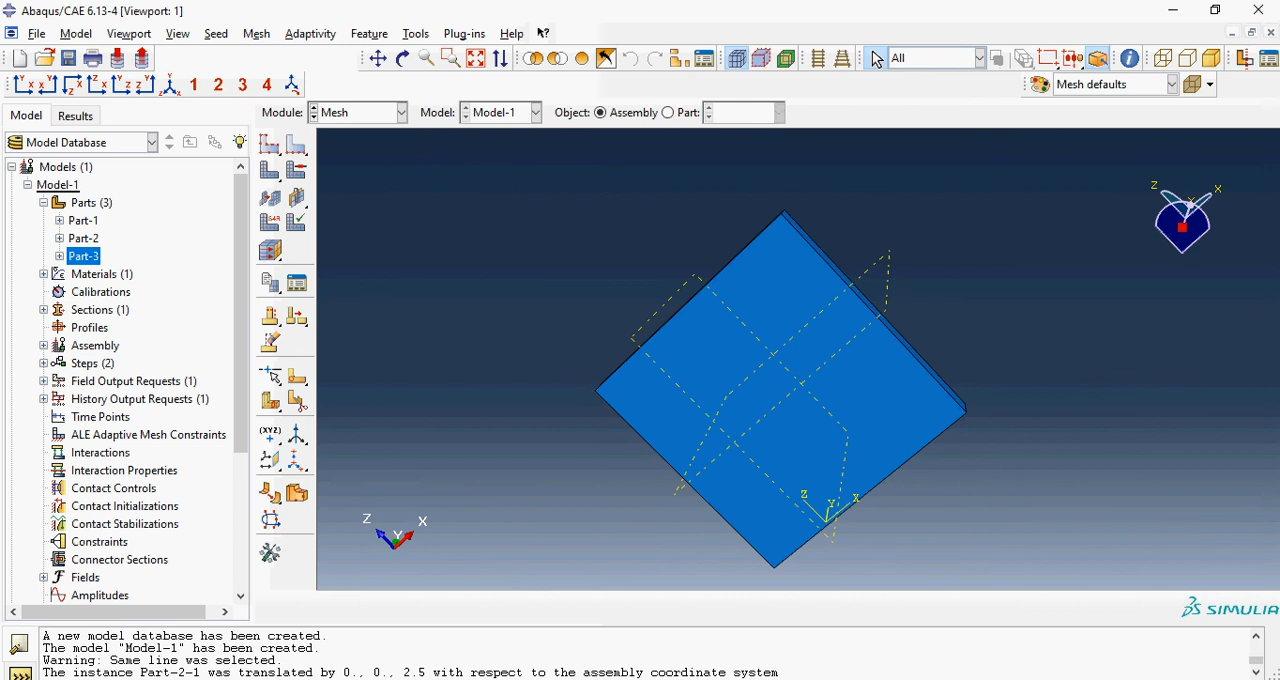 Abaqus/CAE 6.13-4 [Viewport: 1]
File Model Viewport View Seed Mesh Adaptivity Feature Tools Plug-ins Help
All
1 2 3 4
Mesh defaults
Model Results
Module: Mesh Model: Model-1 Object: Assembly Part:
Model Database
Models (1)
Model-1
Parts (3)
Part-1
Part-2
Part-3
Materials (1)
Calibrations
Sections (1)
Profiles
Assembly
Steps (2)
Field Output Requests (1)
History Output Requests (1)
Time Points
ALE Adaptive Mesh Constraints
Interactions
Interaction Properties
Contact Controls
Contact Initializations
Contact Stabilizations
Constraints
Connector Sections
Fields
Amplitudes
Z X
Z Y X
Z Y X
SIMULIA
A new model database has been created.
The model "Model-1" has been created.
Warning: Same line was selected.
The instance Part-2-1 was translated by 0., 0., 2.5 with respect to the assembly coordinate system